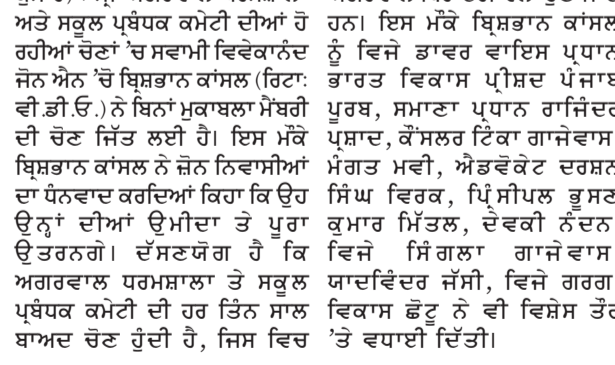 ਅਤੇ ਸਕੂਲ ਪ੍ਰਬੰਧਕ ਕਮੇਟੀ ਦੀਆਂ ਹੋ
ਰਹੀਆਂ ਚੋਣਾਂ 'ਚ ਸਵਾਮੀ ਵਿਵੇਕਾਨੰਦ
ਜੋਨ ਐਨ 'ਚੋ ਬ੍ਰਿਸ਼ਭਾਨ ਕਾਂਸਲ (ਰਿਟਾ:
ਵੀ.ਡੀ.ਓ.) ਨੇ ਬਿਨਾਂ ਮੁਕਾਬਲਾ ਮੈਂਬਰੀ
ਦੀ ਚੋਣ ਜਿੱਤ ਲਈ ਹੈ। ਇਸ ਮੌਕੇ
ਬ੍ਰਿਸ਼ਭਾਨ ਕਾਂਸਲ ਨੇ ਜ਼ੋਨ ਨਿਵਾਸੀਆਂ
ਦਾ ਧੰਨਵਾਦ ਕਰਦਿਆਂ ਕਿਹਾ ਕਿ ਉਹ
ਉਨ੍ਹਾਂ ਦੀਆਂ ਉਮੀਦਾ ਤੇ ਪੂਰਾ
ਉਤਰਨਗੇ। ਦੱਸਣਯੋਗ ਹੈ ਕਿ
ਅਗਰਵਾਲ ਧਰਮਸ਼ਾਲਾ ਤੇ ਸਕੂਲ
ਪ੍ਰਬੰਧਕ ਕਮੇਟੀ ਦੀ ਹਰ ਤਿੰਨ ਸਾਲ
ਬਾਅਦ ਚੋਣ ਹੁੰਦੀ ਹੈ, ਜਿਸ ਵਿਚ
ਹਨ। ਇਸ ਮੌਕੇ ਬ੍ਰਿਸ਼ਭਾਨ ਕਾਂਸਲ
ਨੂੰ ਵਿਜੇ ਡਾਵਰ ਵਾਇਸ ਪ੍ਰਧਾਨ
ਭਾਰਤ ਵਿਕਾਸ ਪ੍ਰੀਸ਼ਦ ਪੰਜਾਬ
ਪੂਰਬ, ਸਮਾਣਾ ਪ੍ਰਧਾਨ ਰਾਜਿੰਦਰ
ਪ੍ਰਸ਼ਾਦ, ਕੌਂਸਲਰ ਟਿੰਕਾ ਗਾਜੇਵਾਸ
ਮੰਗਤ ਮਵੀ, ਐਡਵੋਕੇਟ ਦਰਸ਼ਨ
ਸਿੰਘ ਵਿਰਕ, ਪ੍ਰਿੰਸੀਪਲ ਭੂਸਣ
ਕੁਮਾਰ ਮਿੱਤਲ, ਦੇਵਕੀ ਨੰਦਨ
ਵਿਜੇ ਸਿੰਗਲਾ ਗਾਜੇਵਾਸ
ਯਾਦਵਿੰਦਰ ਜੱਸੀ, ਵਿਜੇ ਗਰਗ
ਵਿਕਾਸ ਛੋਟੂ ਨੇ ਵੀ ਵਿਸ਼ੇਸ ਤੌਰ
'ਤੇ ਵਧਾਈ ਦਿੱਤੀ।